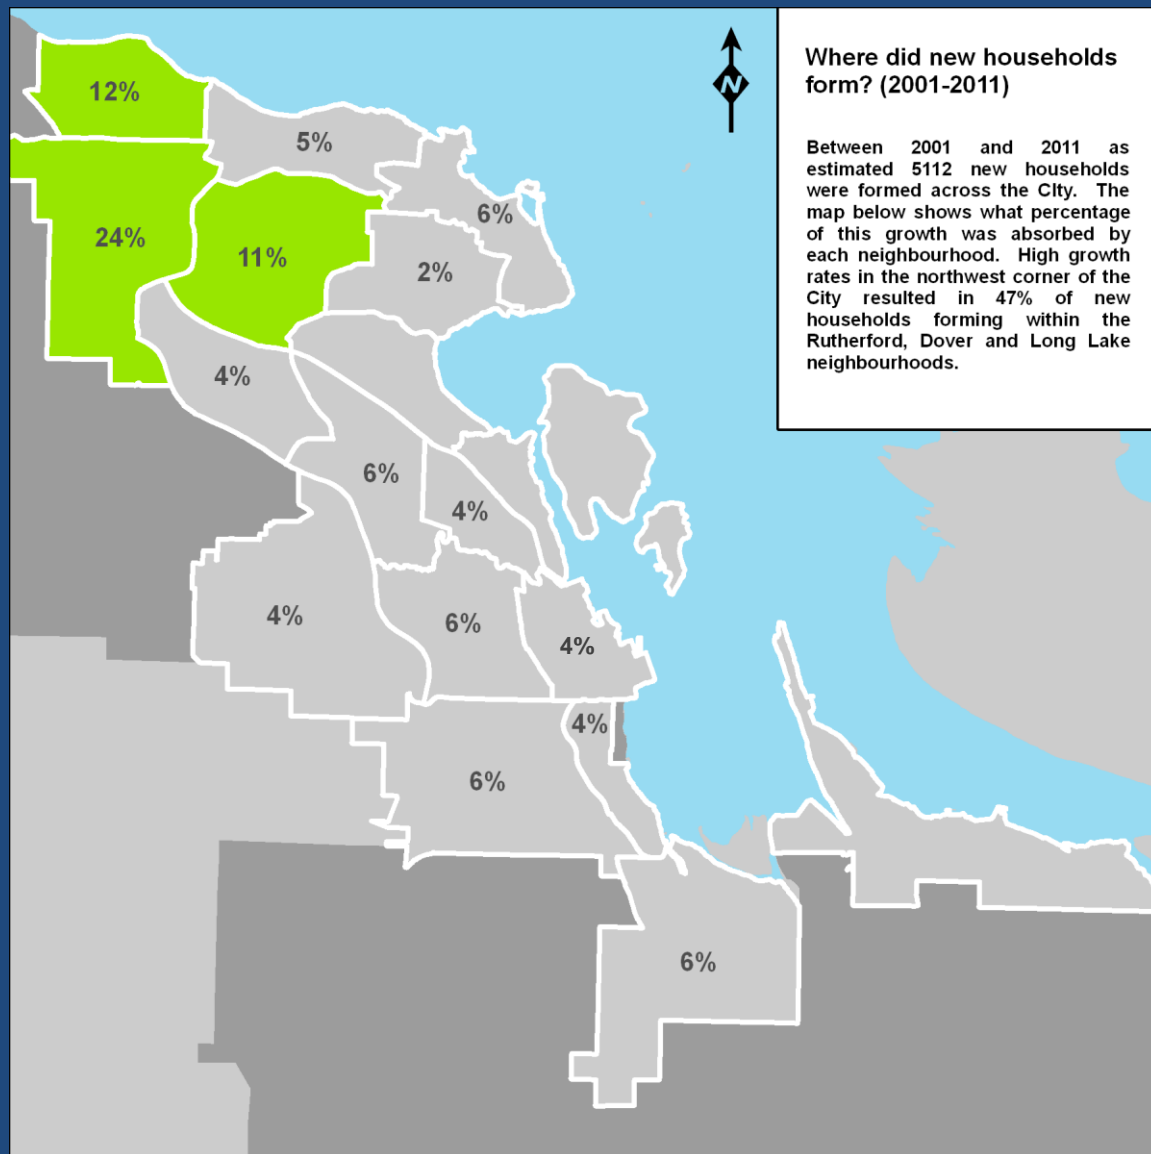 Where did new households
form? (2001-2011)
Between 2001 and 2011 as
estimated 5112 new households
were formed across the CIty. The
map below shows what percentage
of this growth was absorbed by
each neighbourhood. High growth
rates in the northwest corner of the
City resulted in 47% of new
households forming within the
Rutherford, Dover and Long Lake
neighbourhoods.
N
12%
5%
6%
24%
11%
2%
4%
6%
4%
4%
6%
4%
4%
6%
6%